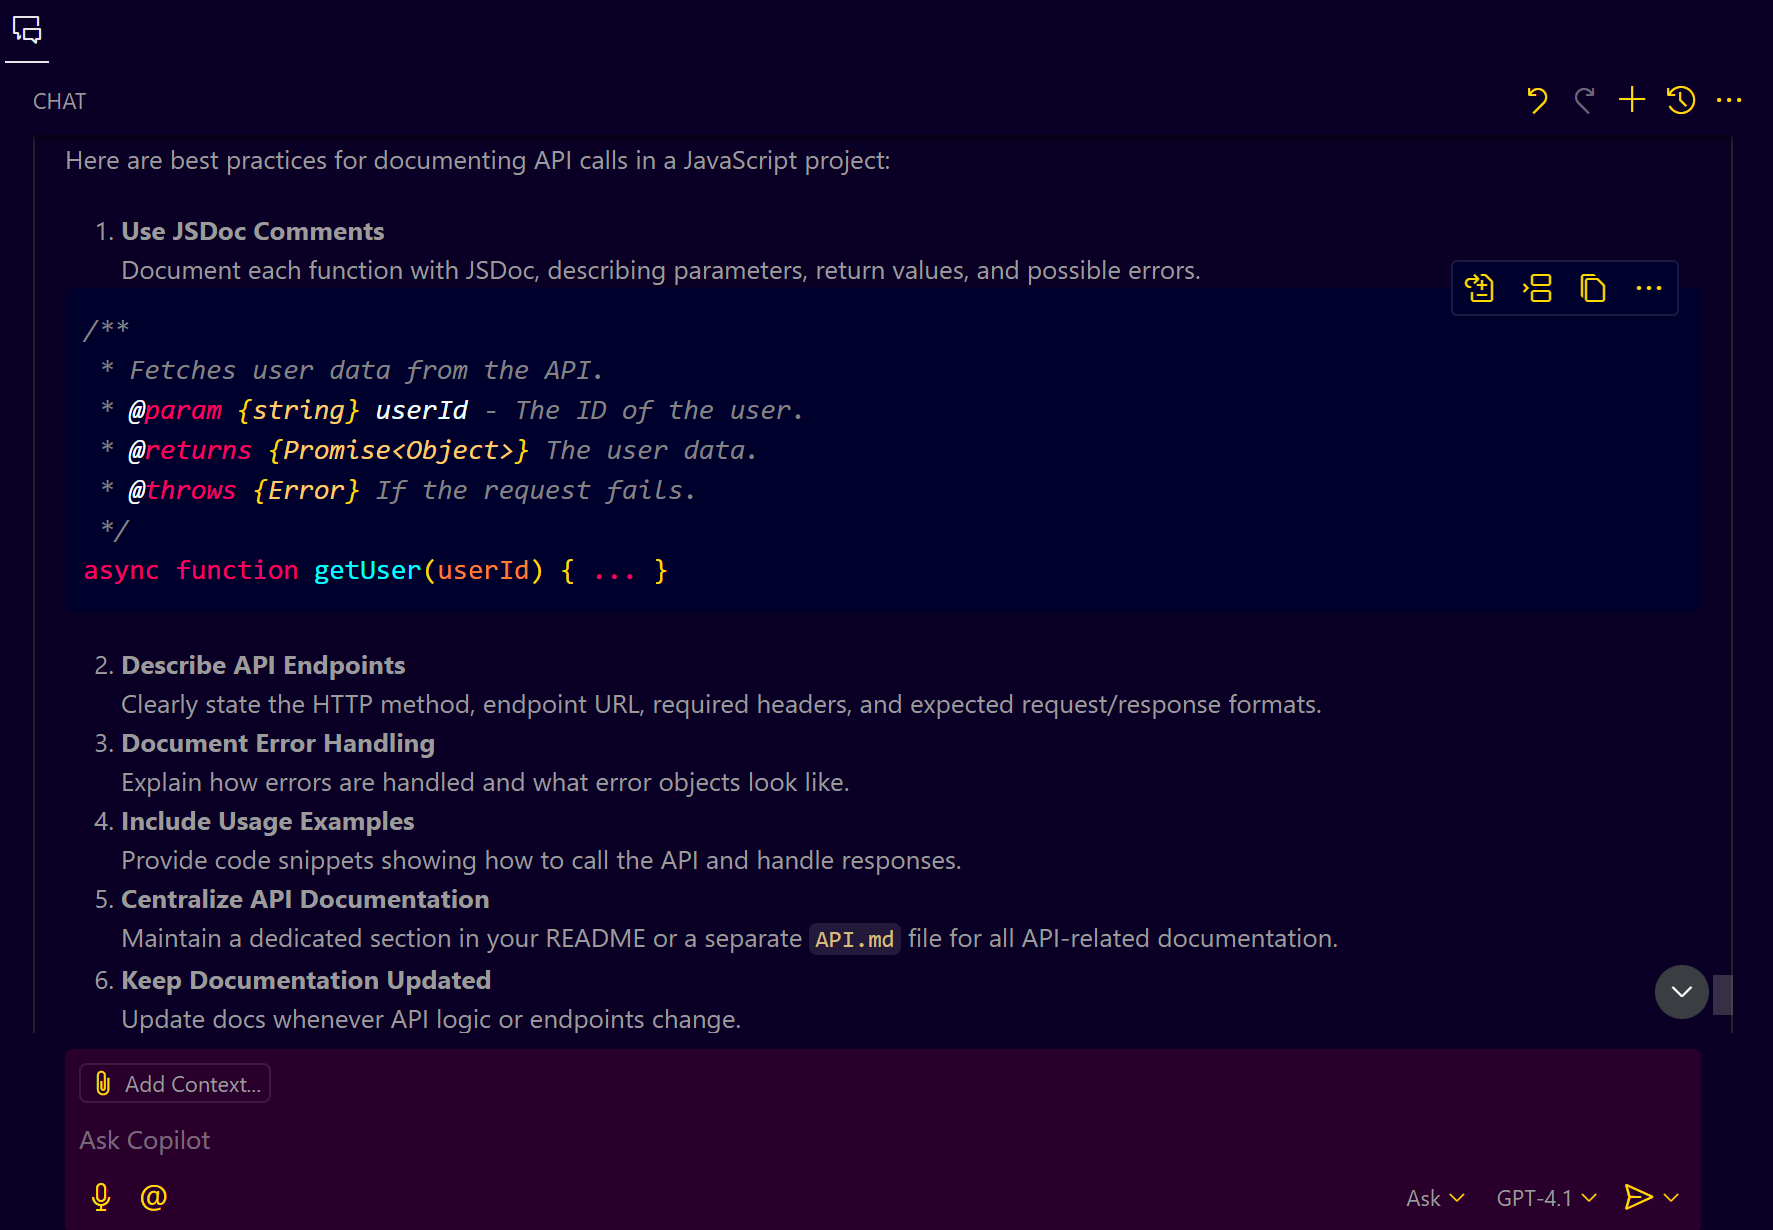 CHAT
Here are best practices for documenting API calls in a JavaScript project:
1. Use JSDoc Comments
Document each function with JSDoc, describing parameters, return values, and possible errors.
/**
 * Fetches user data from the API.
 * @param {string} userId - The ID of the user.
 * @returns {Promise<Object>} The user data.
 * @throws {Error} If the request fails.
 */
async function getUser(userId) { ... }
2. Describe API Endpoints
Clearly state the HTTP method, endpoint URL, required headers, and expected request/response formats.
3. Document Error Handling
Explain how errors are handled and what error objects look like.
4. Include Usage Examples
Provide code snippets showing how to call the API and handle responses.
5. Centralize API Documentation
Maintain a dedicated section in your README or a separate API.md file for all API-related documentation.
6. Keep Documentation Updated
Update docs whenever API logic or endpoints change.
Add Context...
Ask Copilot
@ Ask GPT-4.1